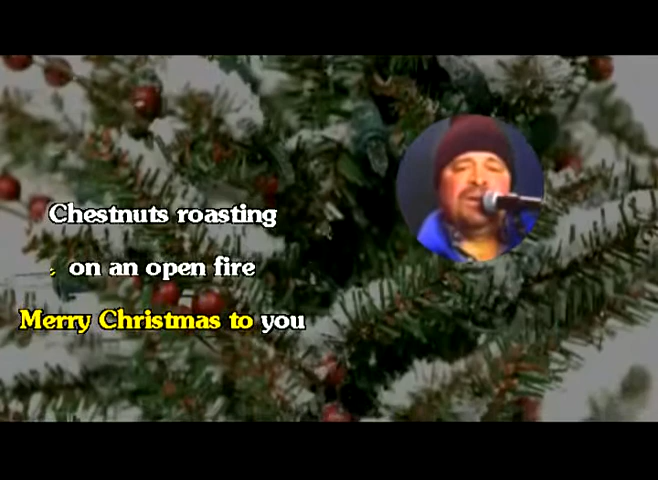 Chestnuts roasting
on an open fire
Merry Christmas to you